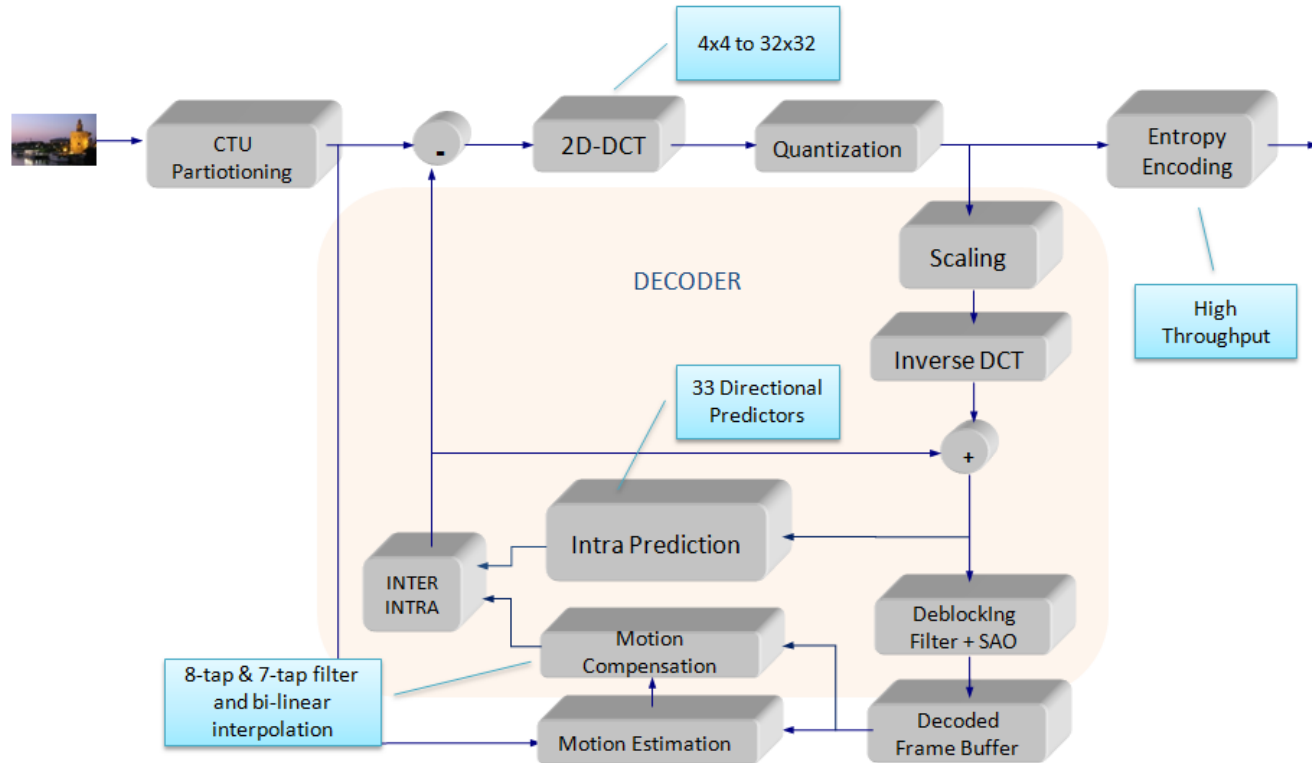 4x4 to 32x32
CTU
Partiotioning
-
2D-DCT
Quantization
Entropy
Encoding
Scaling
DECODER
High
Throughput
Inverse DCT
33 Directional
Predictors
+
Intra Prediction
INTER
INTRA
Deblocking
Filter + SAO
Motion
Compensation
8-tap & 7-tap filter
and bi-linear
interpolation
Motion Estimation
Decoded
Frame Buffer